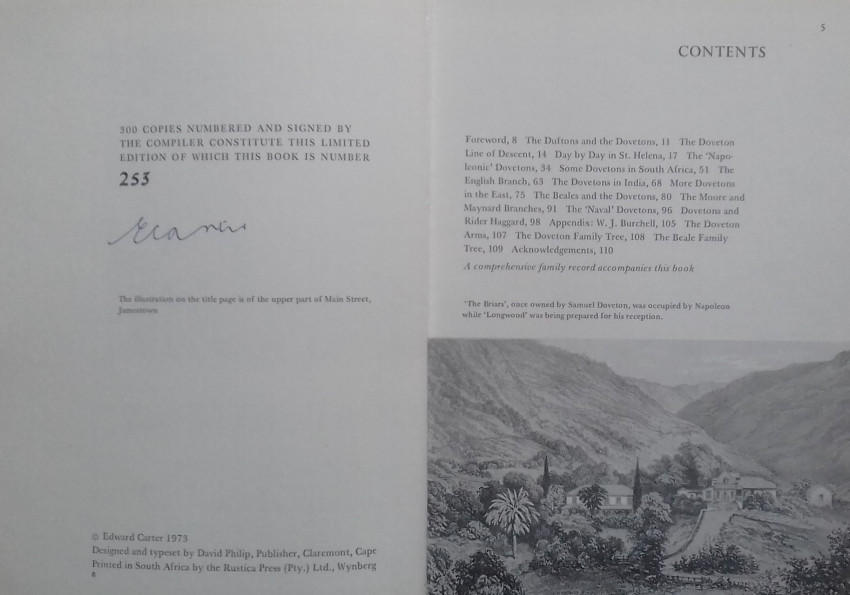 300 COPIES NUMBERED AND SIGNED BY
THE COMPILER CONSTITUTE THIS LIMITED
EDITION OF WHICH THIS BOOK IS NUMBER
253
The illustration on the title page is of the upper part of Main Street,
Jamestown
© Edward Carter 1973
Designed and typeset by David Philip, Publisher, Claremont, Cape
Printed in South Africa by the Rustica Press (Pty.) Ltd., Wynberg
5
CONTENTS
Foreword, 8 The Duftons and the Dovetons, 11 The Doveton
Line of Descent, 14 Day by Day in St. Helena, 17 The ‘Napo-
leonic’ Dovetons, 34 Some Dovetons in South Africa, 51 The
English Branch, 63 The Dovetons in India, 68 More Dovetons
in the East, 75 The Beales and the Dovetons, 80 The Moore and
Maynard Branches, 91 The ‘Naval’ Dovetons, 96 Dovetons and
Rider Haggard, 98 Appendix: W. J. Burchell, 105 The Doveton
Arms, 107 The Doveton Family Tree, 108 The Beale Family
Tree, 109 Acknowledgements, 110
A comprehensive family record accompanies this book
‘The Briars’, once owned by Samuel Doveton, was occupied by Napoleon
while ‘Longwood’ was being prepared for his reception.